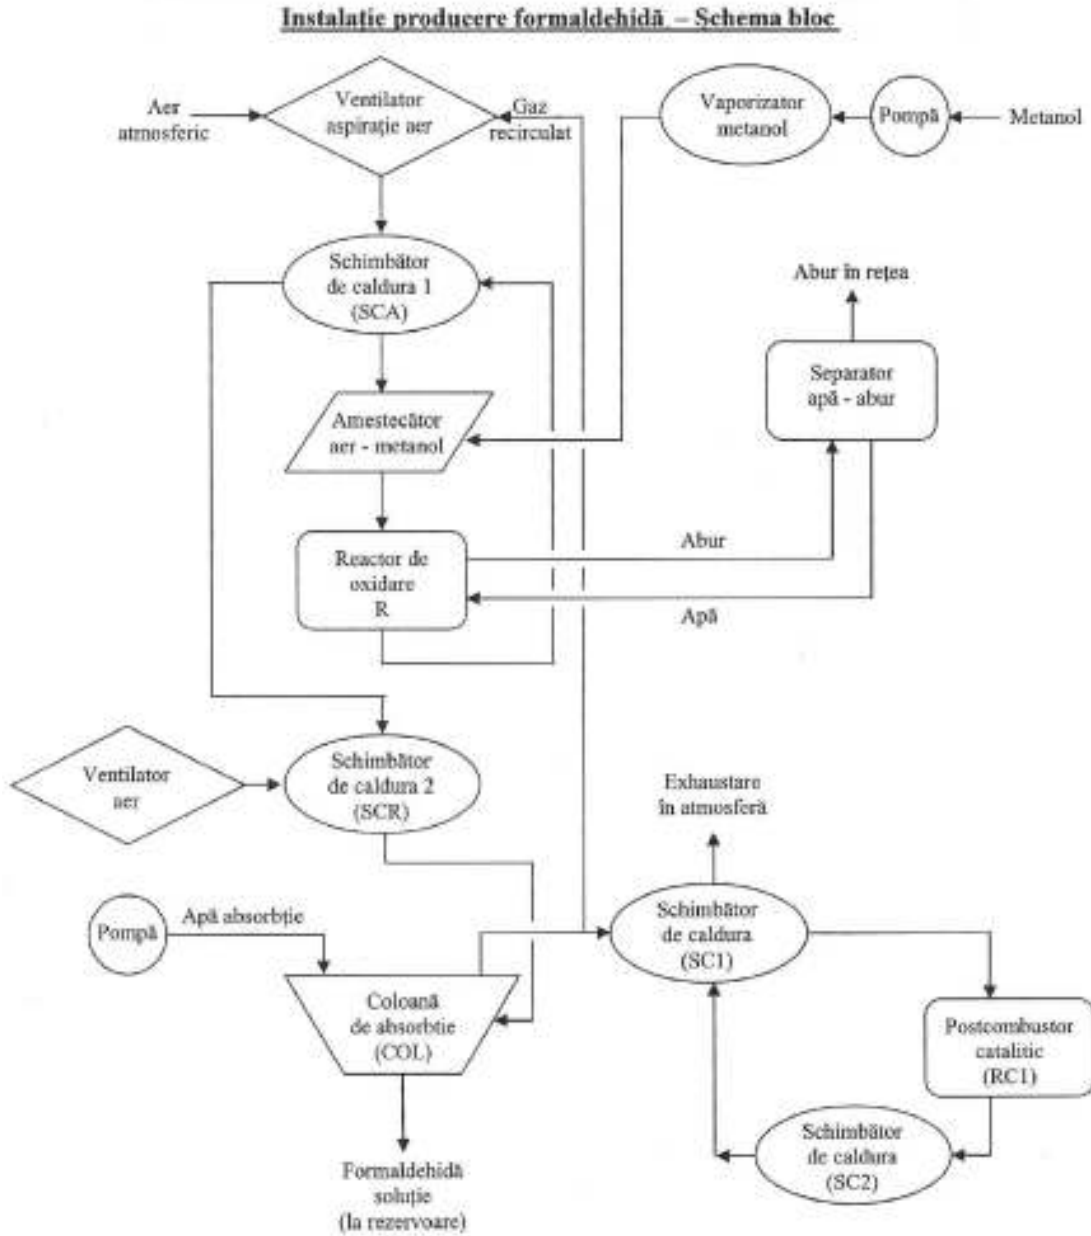 Instalație producere formaldehidă – Schema bloc
Aer
atmosferic
Ventilator
aspirație aer
Gaz
recirculat
Vaporizator
metanol
Pompă
Metanol
Schimbător
de caldura 1
(SCA)
Abur în rețea
Separator
apă - abur
Amestecător
aer - metanol
Reactor de
oxidare
R
Abur
Apă
Ventilator
aer
Schimbător
de caldura 2
(SCR)
Exhaustare
în atmosferă
Pompă
Apă absorbție
Schimbător
de caldura
(SC1)
Coloană
de absorbtie
(COL)
Postcombustor
catalitic
(RC1)
Schimbător
de caldura
(SC2)
Formaldehidă
soluție
(la rezervoare)